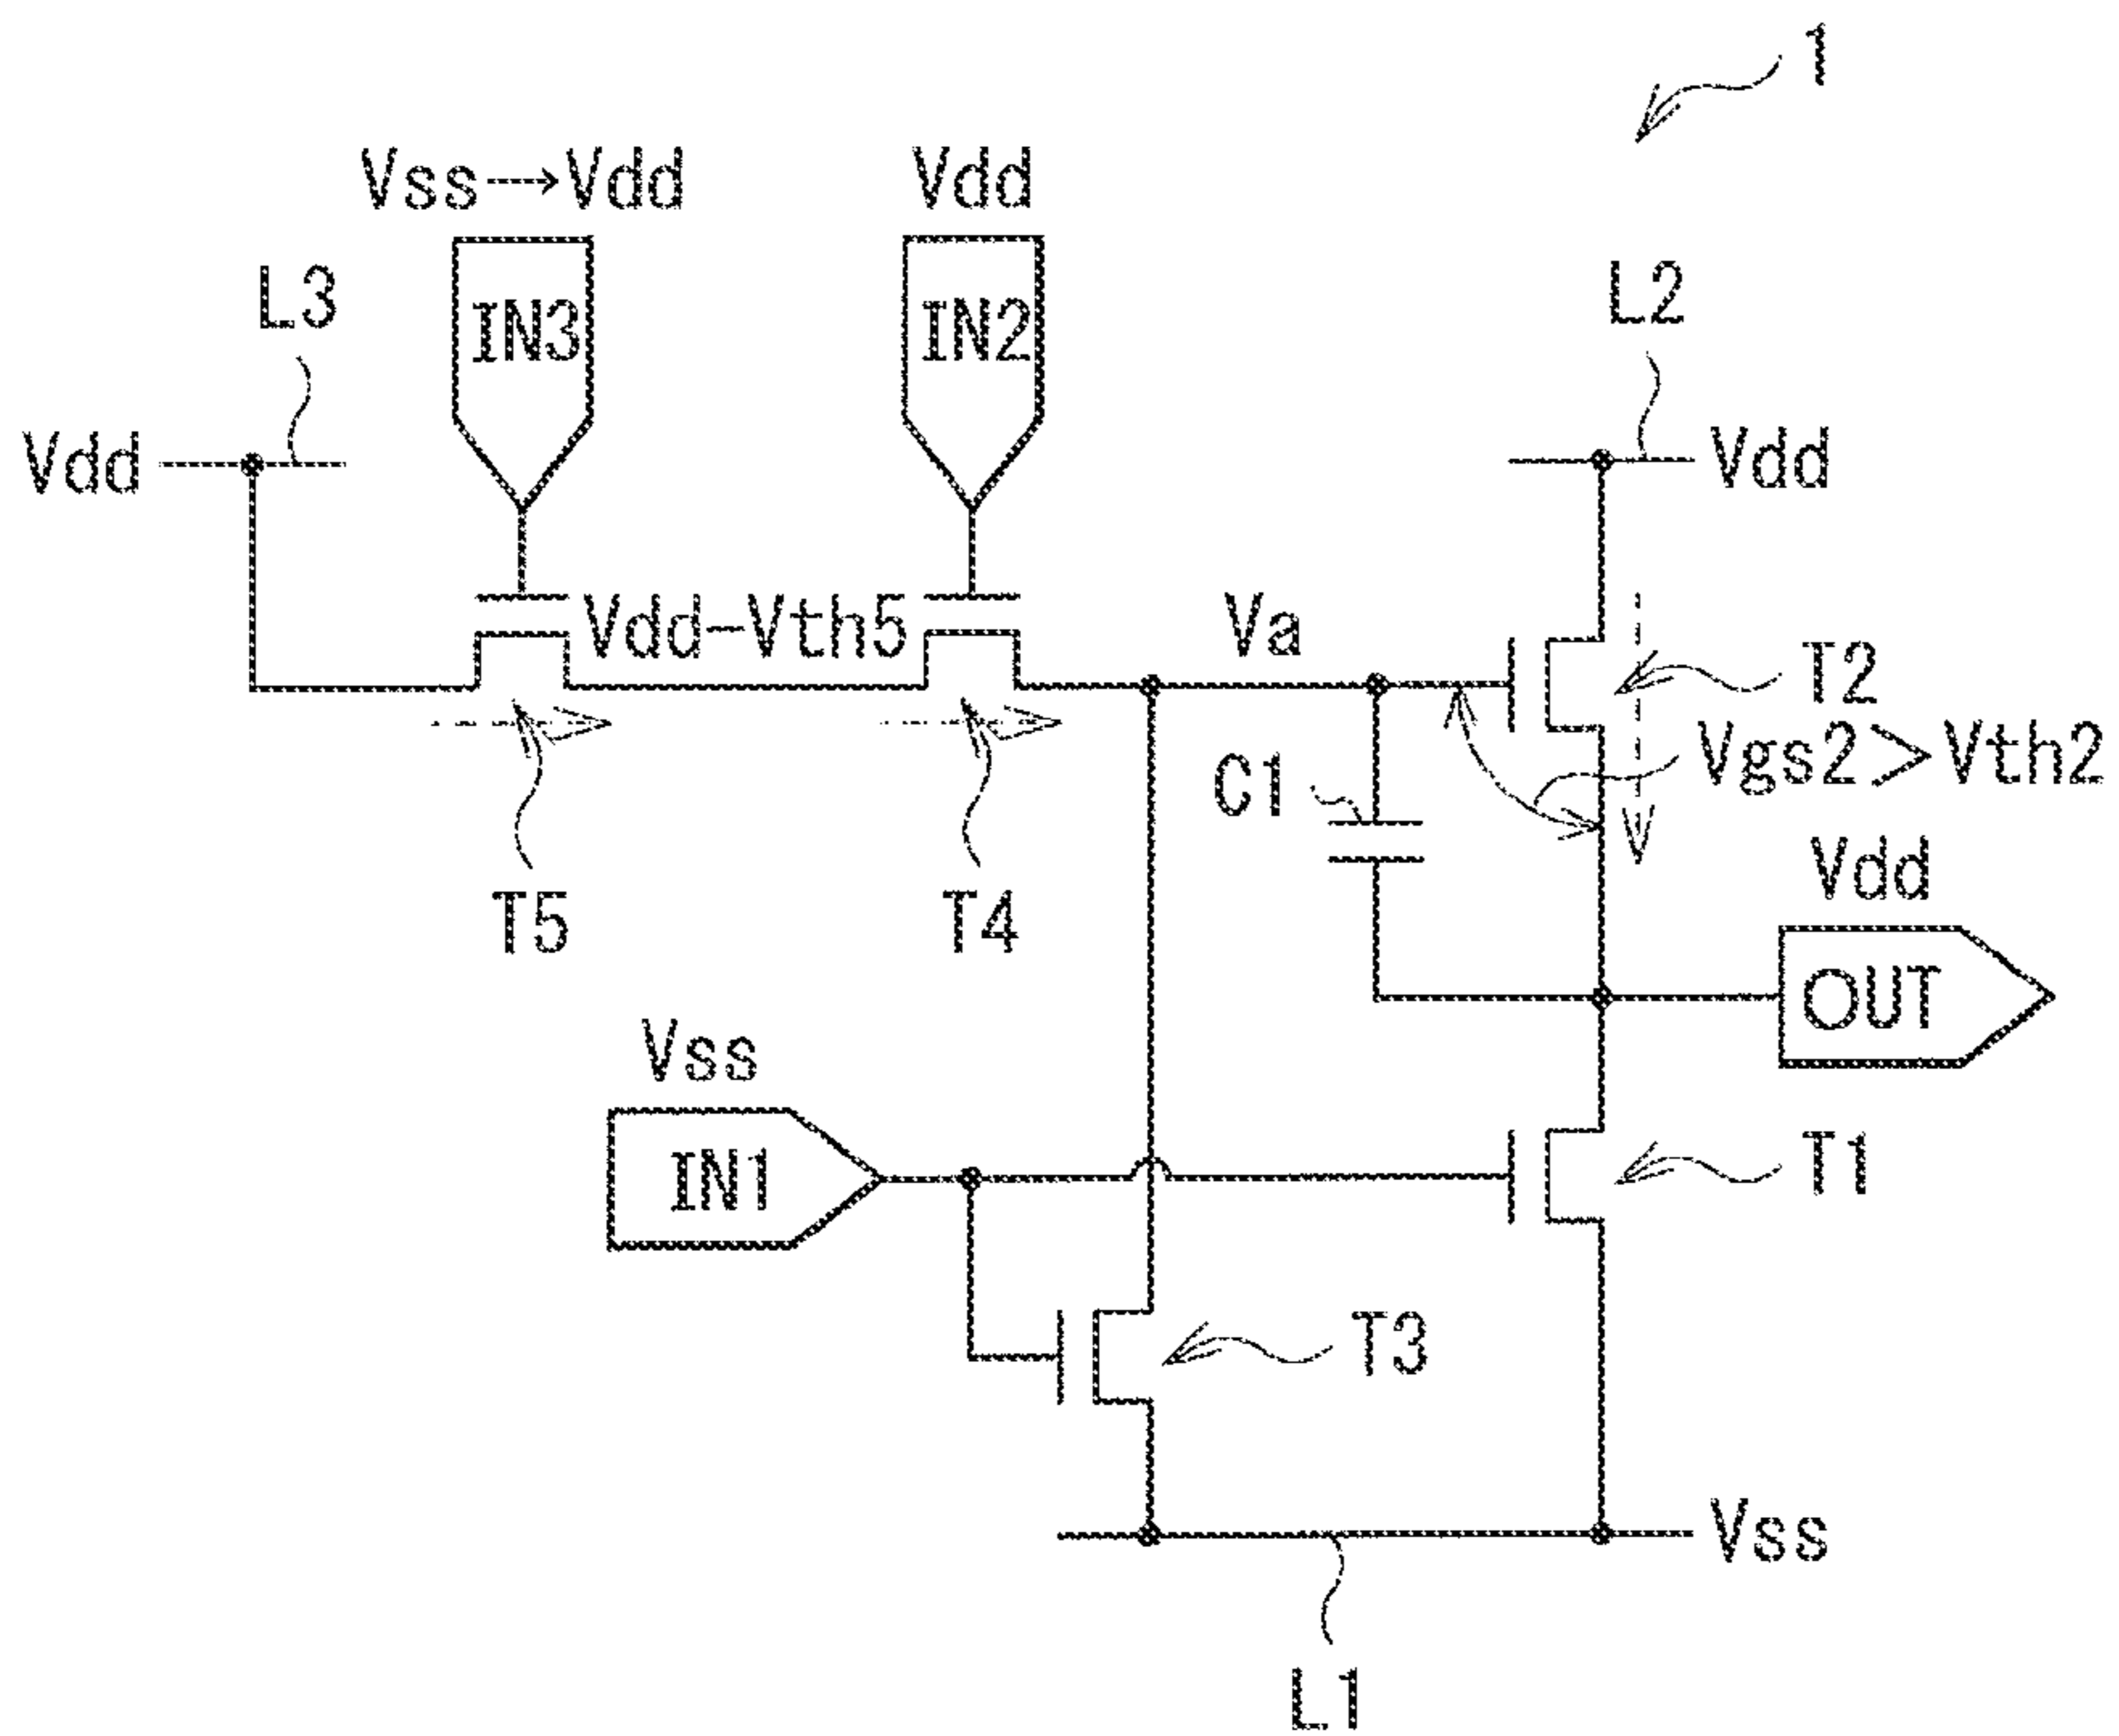 1
Vss→Vdd
Vdd
L3
IN3
IN2
L2
Vdd
Vdd
Vdd-Vth5
Va
T2
Vgs2>Vth2
C1
Vdd
T5
T4
OUT
Vss
IN1
T1
T3
Vss
L1